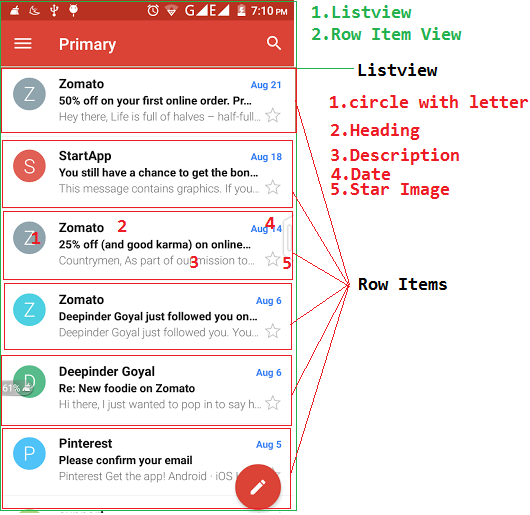 7:10 PM
1.Listview
2.Row Item View
Primary
Listview
Zomato
Aug 21
50% off on your first online order. Pr...
Hey there, Life is full of halves – half-full...
1.circle with letter
2.Heading
3.Description
4.Date
5.Star Image
Z
S
StartApp
Aug 18
You still have a chance to get the bon...
This message contains graphics. If you...
Z
1
Zomato
2
4
Aug 14
25% off (and good karma) on online...
Countrymen, As part of our mission to...
3
5
Row Items
Z
Zomato
Aug 6
Deepinder Goyal just followed you on...
Deepinder Goyal just followed you. You...
61%
D
Deepinder Goyal
Aug 6
Re: New foodie on Zomato
Hi there, I just wanted to pop in to say h...
P
Pinterest
Aug 5
Please confirm your email
Pinterest Get the app! Android · iOS